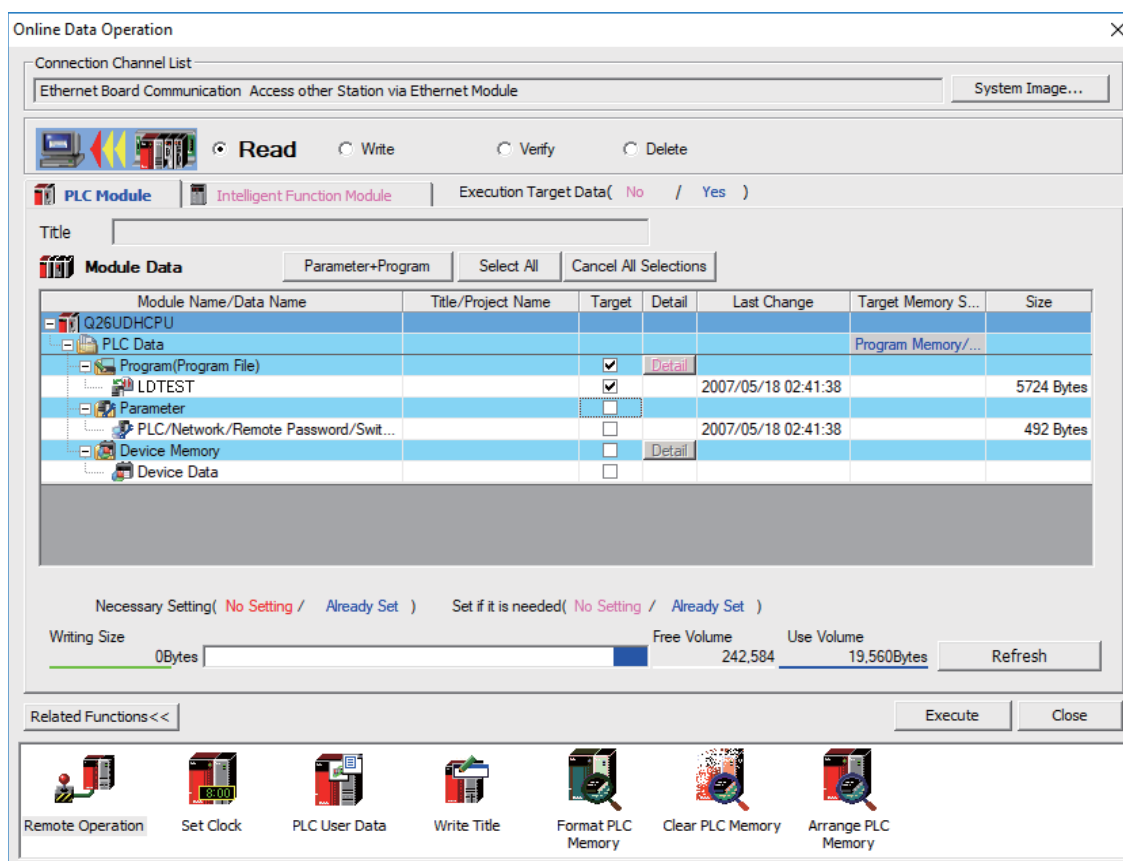 Online Data Operation
Connection Channel List
Ethernet Board Communication Access other Station via Ethernet Module
System Image...
Read Write Verify Delete
PLC Module Intelligent Function Module Execution Target Data( No / Yes )
Title
Module Data Parameter+Program Select All Cancel All Selections
Module Name/Data Name Title/Project Name Target Detail Last Change Target Memory S... Size
Q26UDHCPU
PLC Data Program Memory/...
Program(Program File) Detail
LDTEST 2007/05/18 02:41:38 5724 Bytes
Parameter
PLC/Network/Remote Password/Swit... 2007/05/18 02:41:38 492 Bytes
Device Memory Detail
Device Data
Necessary Setting( No Setting / Already Set ) Set if it is needed( No Setting / Already Set )
Writing Size Free Volume Use Volume
0Bytes 242,584 19,560Bytes Refresh
Related Functions<< Execute Close
8:00
Remote Operation Set Clock PLC User Data Write Title Format PLC Memory Clear PLC Memory Arrange PLC Memory